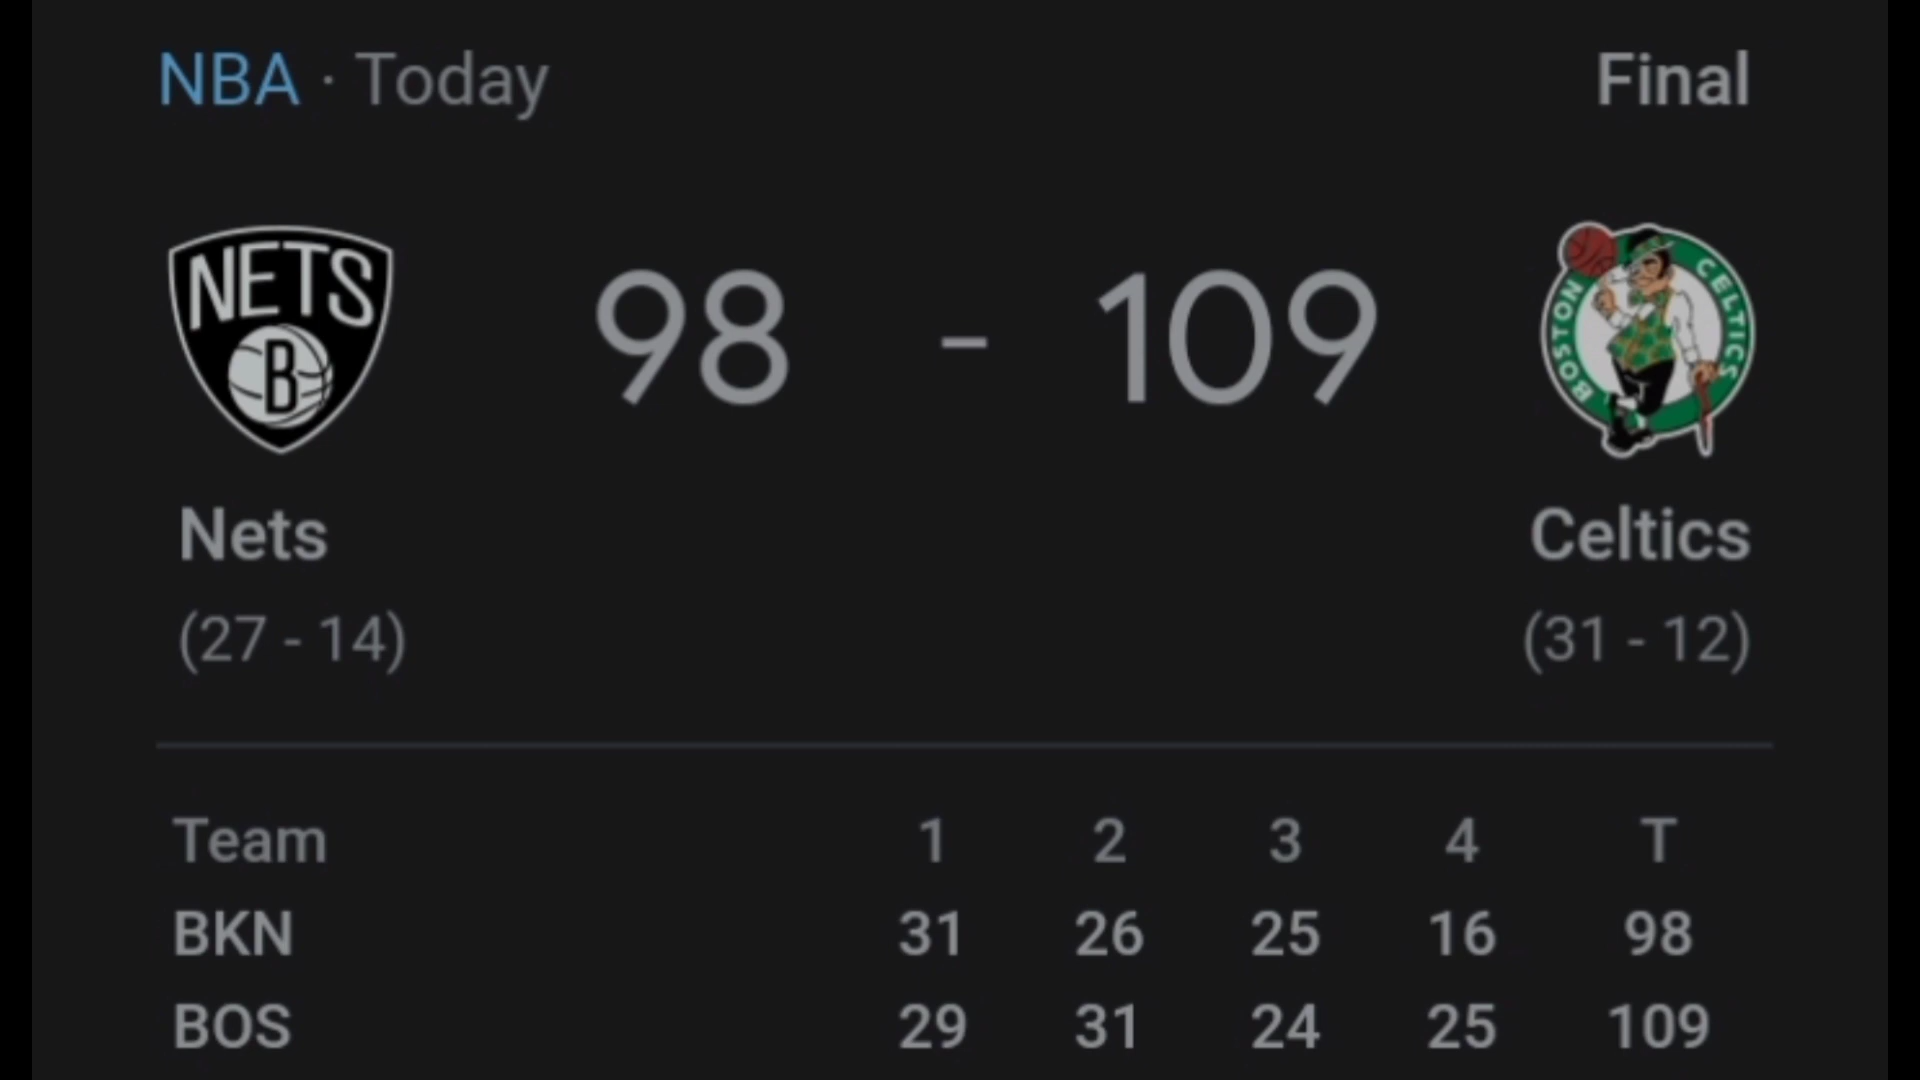 NBA · Today Final
NETS
B
98 - 109
BOSTON CELTICS
Nets Celtics
(27 - 14) (31 - 12)
Team 1 2 3 4 T
BKN 31 26 25 16 98
BOS 29 31 24 25 109